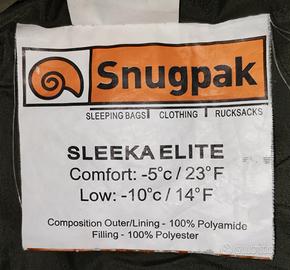 Snugpak
SLEEPING BAGS CLOTHING RUCKSACKS
SLEEKA ELITE
Comfort: -5°c / 23°F
Low: -10°c / 14°F
Composition Outer/Lining - 100% Polyamide
Filling - 100% Polyester